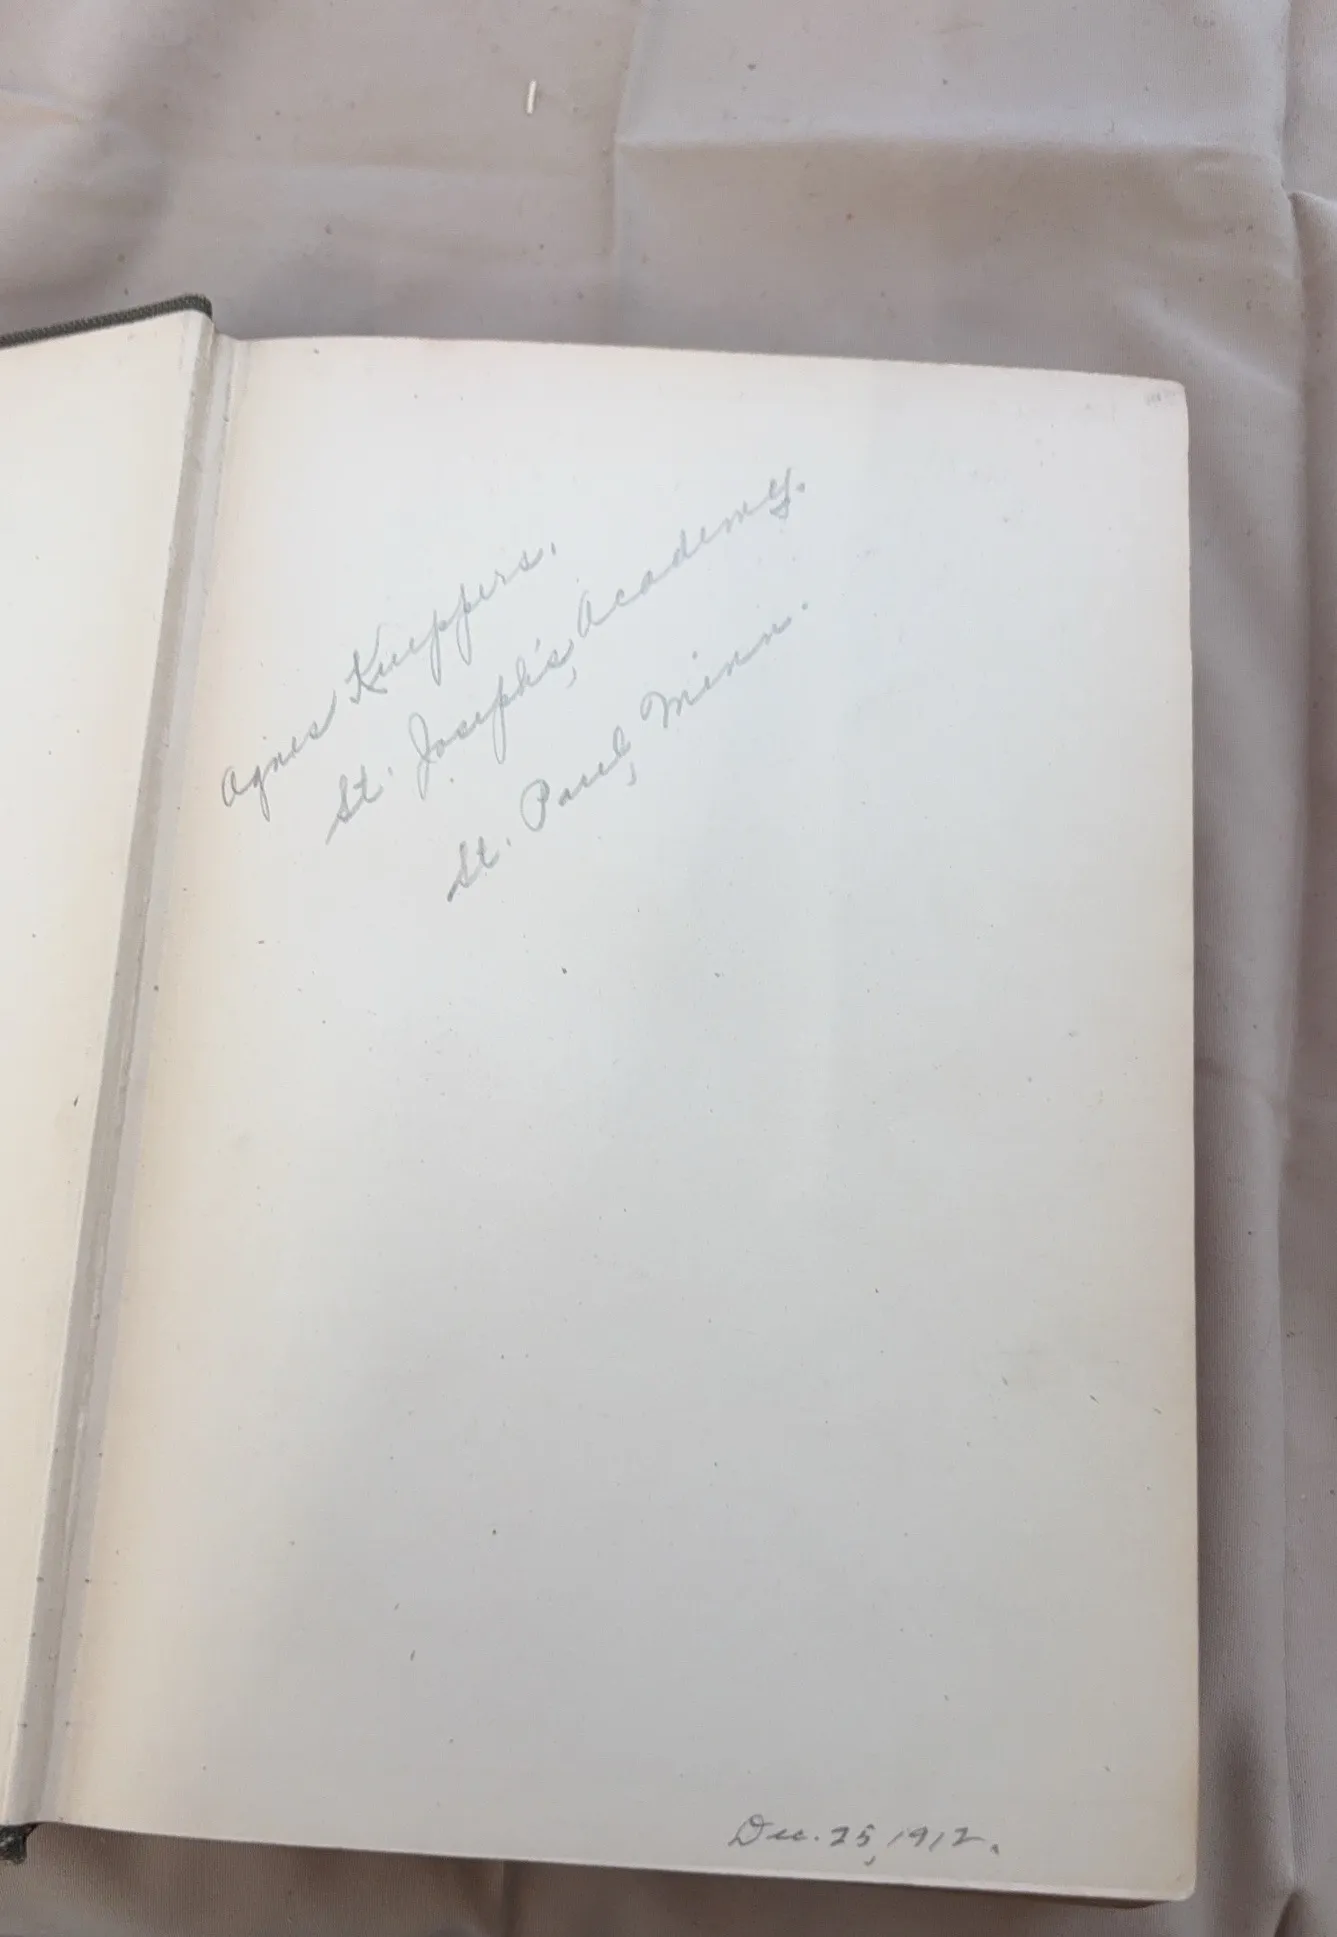 Agnes Kueppers.
St. Joseph's, Academy.
St. Paul, Minn.
Dec. 25, 1912.